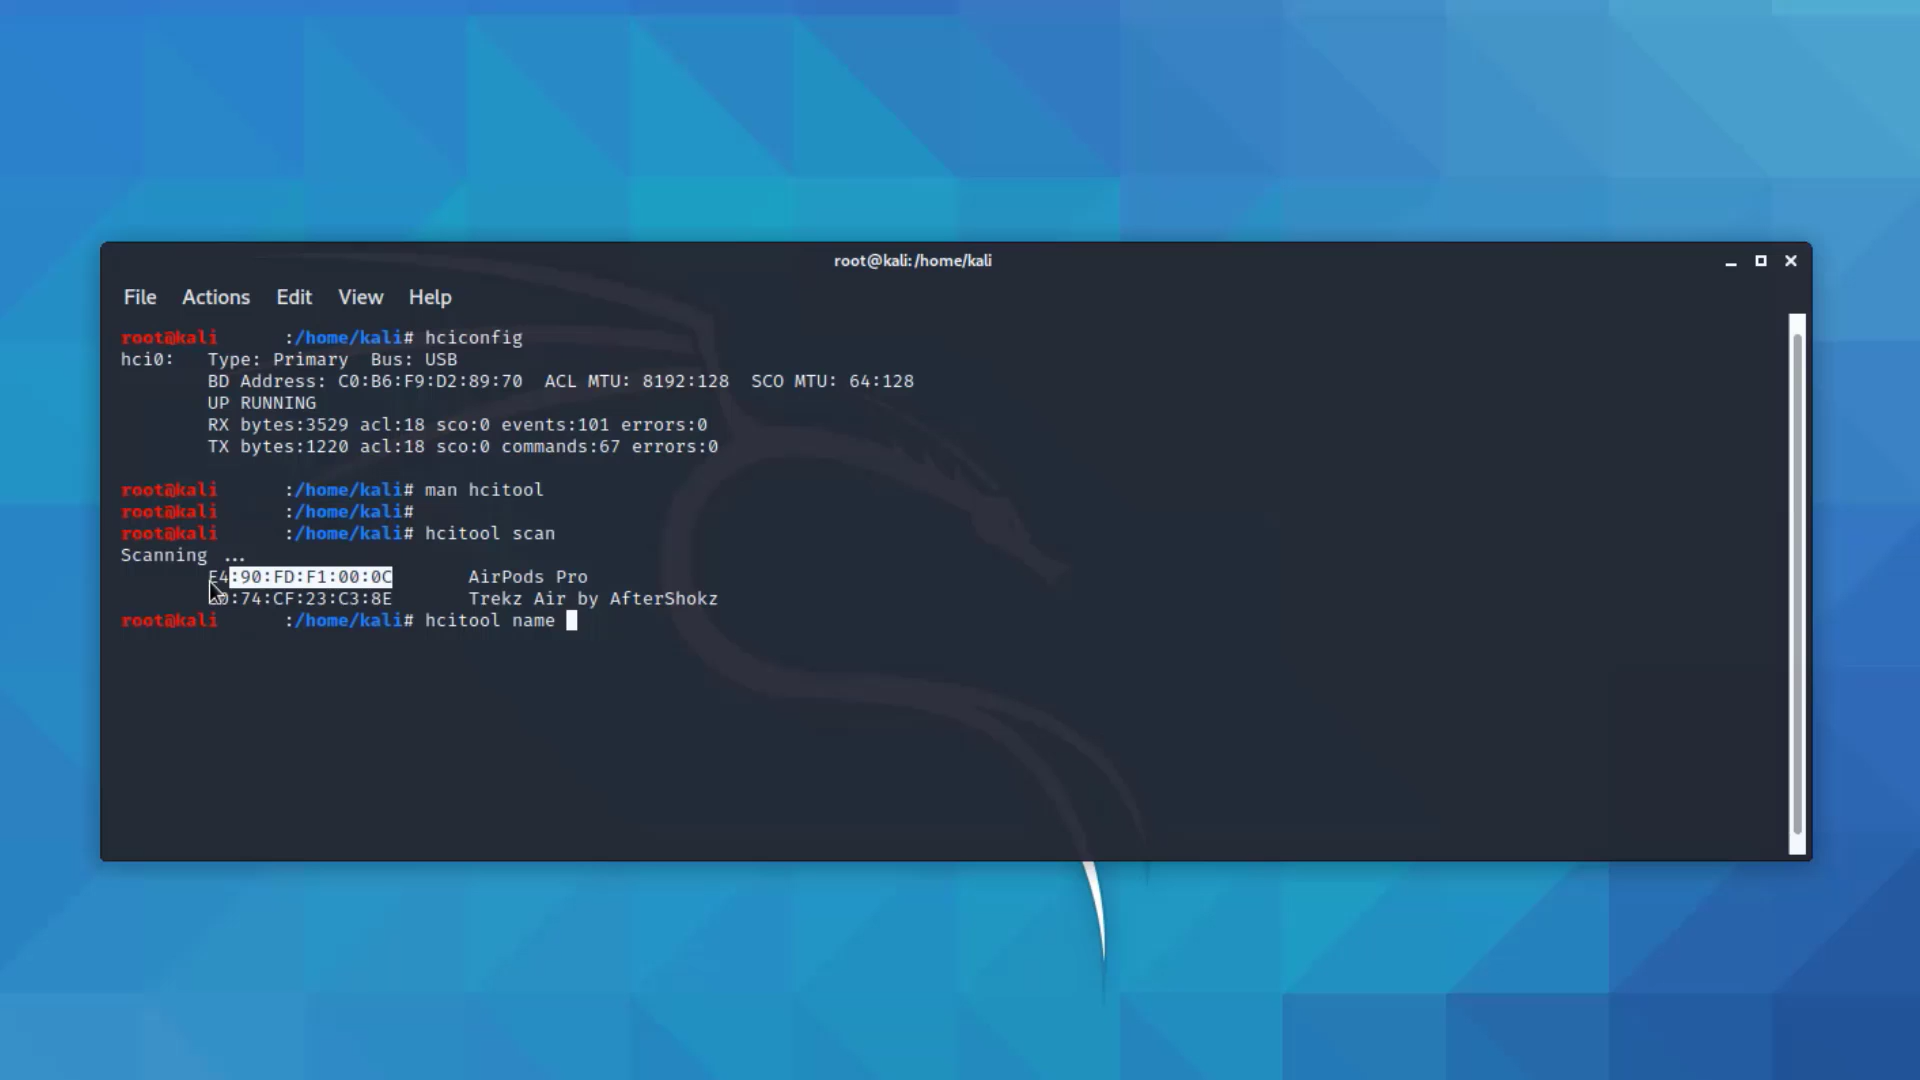 root@kali:/home/kali
File Actions Edit View Help
root@kali :/home/kali# hciconfig
hci0: Type: Primary Bus: USB
BD Address: C0:B6:F9:D2:89:70 ACL MTU: 8192:128 SCO MTU: 64:128
UP RUNNING
RX bytes:3529 acl:18 sco:0 events:101 errors:0
TX bytes:1220 acl:18 sco:0 commands:67 errors:0
root@kali :/home/kali# man hcitool
root@kali :/home/kali#
root@kali :/home/kali# hcitool scan
Scanning ...
E4:90:FD:F1:00:0C AirPods Pro
:74:CF:23:C3:8E Trekz Air by AfterShokz
root@kali :/home/kali# hcitool name